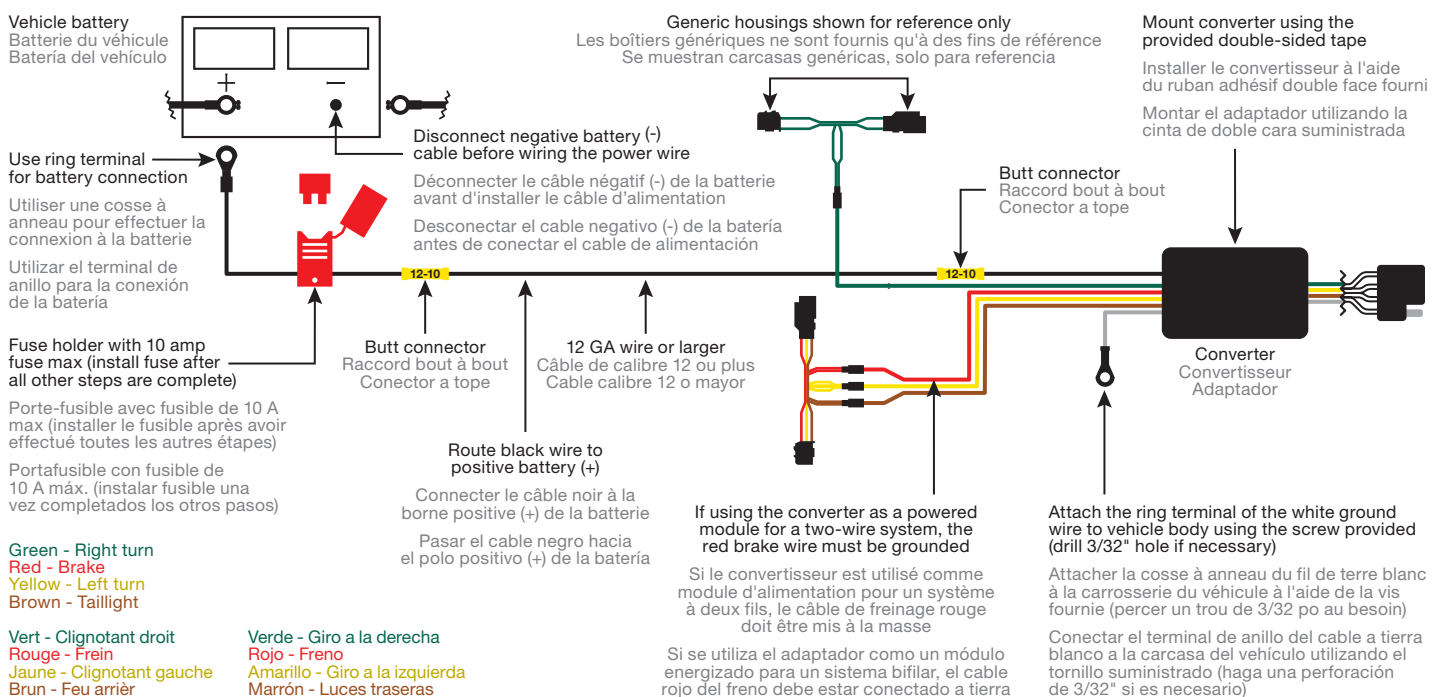 Vehicle battery
Batterie du véhicule
Batería del vehículo
Generic housings shown for reference only
Les boîtiers génériques ne sont fournis qu'à des fins de référence
Se muestran carcasas genéricas, solo para referencia
Mount converter using the
provided double-sided tape
Installer le convertisseur à l'aide
du ruban adhésif double face fourni
Montar el adaptador utilizando la
cinta de doble cara suministrada
+
−
Disconnect negative battery (-)
cable before wiring the power wire
Déconnecter le câble négatif (-) de la batterie
avant d'installer le câble d'alimentation
Desconectar el cable negativo (-) de la batería
antes de conectar el cable de alimentación
Use ring terminal
for battery connection
Utiliser une cosse à
anneau pour effectuer la
connexion à la batterie
Utilizar el terminal de
anillo para la conexión
de la batería
Butt connector
Raccord bout à bout
Conector a tope
12-10
12-10
Fuse holder with 10 amp
fuse max (install fuse after
all other steps are complete)
Porte-fusible avec fusible de 10 A
max (installer le fusible après avoir
effectué toutes les autres étapes)
Portafusible con fusible de
10 A máx. (instalar fusible una
vez completados los otros pasos)
Butt connector
Raccord bout à bout
Conector a tope
12 GA wire or larger
Câble de calibre 12 ou plus
Cable calibre 12 o mayor
Converter
Convertisseur
Adaptador
Route black wire to
positive battery (+)
Connecter le câble noir à la
borne positive (+) de la batterie
Pasar el cable negro hacia
el polo positivo (+) de la batería
If using the converter as a powered
module for a two-wire system, the
red brake wire must be grounded
Si le convertisseur est utilisé comme
module d'alimentation pour un système
à deux fils, le câble de freinage rouge
doit être mis à la masse
Si se utiliza el adaptador como un módulo
energizado para un sistema bifilar, el cable
rojo del freno debe estar conectado a tierra
Attach the ring terminal of the white ground
wire to vehicle body using the screw provided
(drill 3/32" hole if necessary)
Attacher la cosse à anneau du fil de terre blanc
à la carrosserie du véhicule à l'aide de la vis
fournie (percer un trou de 3/32 po au besoin)
Conectar el terminal de anillo del cable a tierra
blanco a la carcasa del vehículo utilizando el
tornillo suministrado (haga una perforación
de 3/32" si es necesario)
Green - Right turn
Red - Brake
Yellow - Left turn
Brown - Taillight
Vert - Clignotant droit
Rouge - Frein
Jaune - Clignotant gauche
Brun - Feu arrièr
Verde - Giro a la derecha
Rojo - Freno
Amarillo - Giro a la izquierda
Marrón - Luces traseras